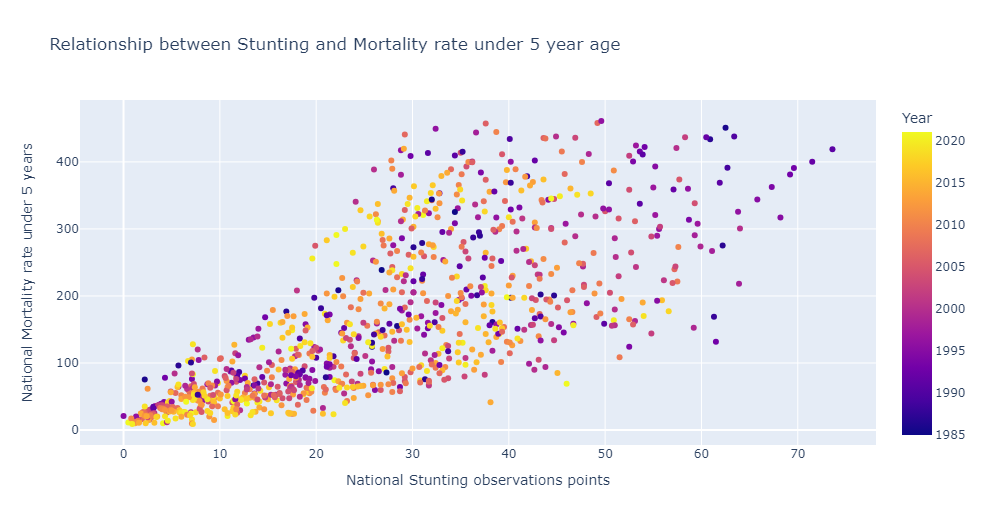 Relationship between Stunting and Mortality rate under 5 year age
National Mortality rate under 5 years
400
300
200
100
0
0 10 20 30 40 50 60 70
National Stunting observations points
Year
2020
2015
2010
2005
2000
1995
1990
1985